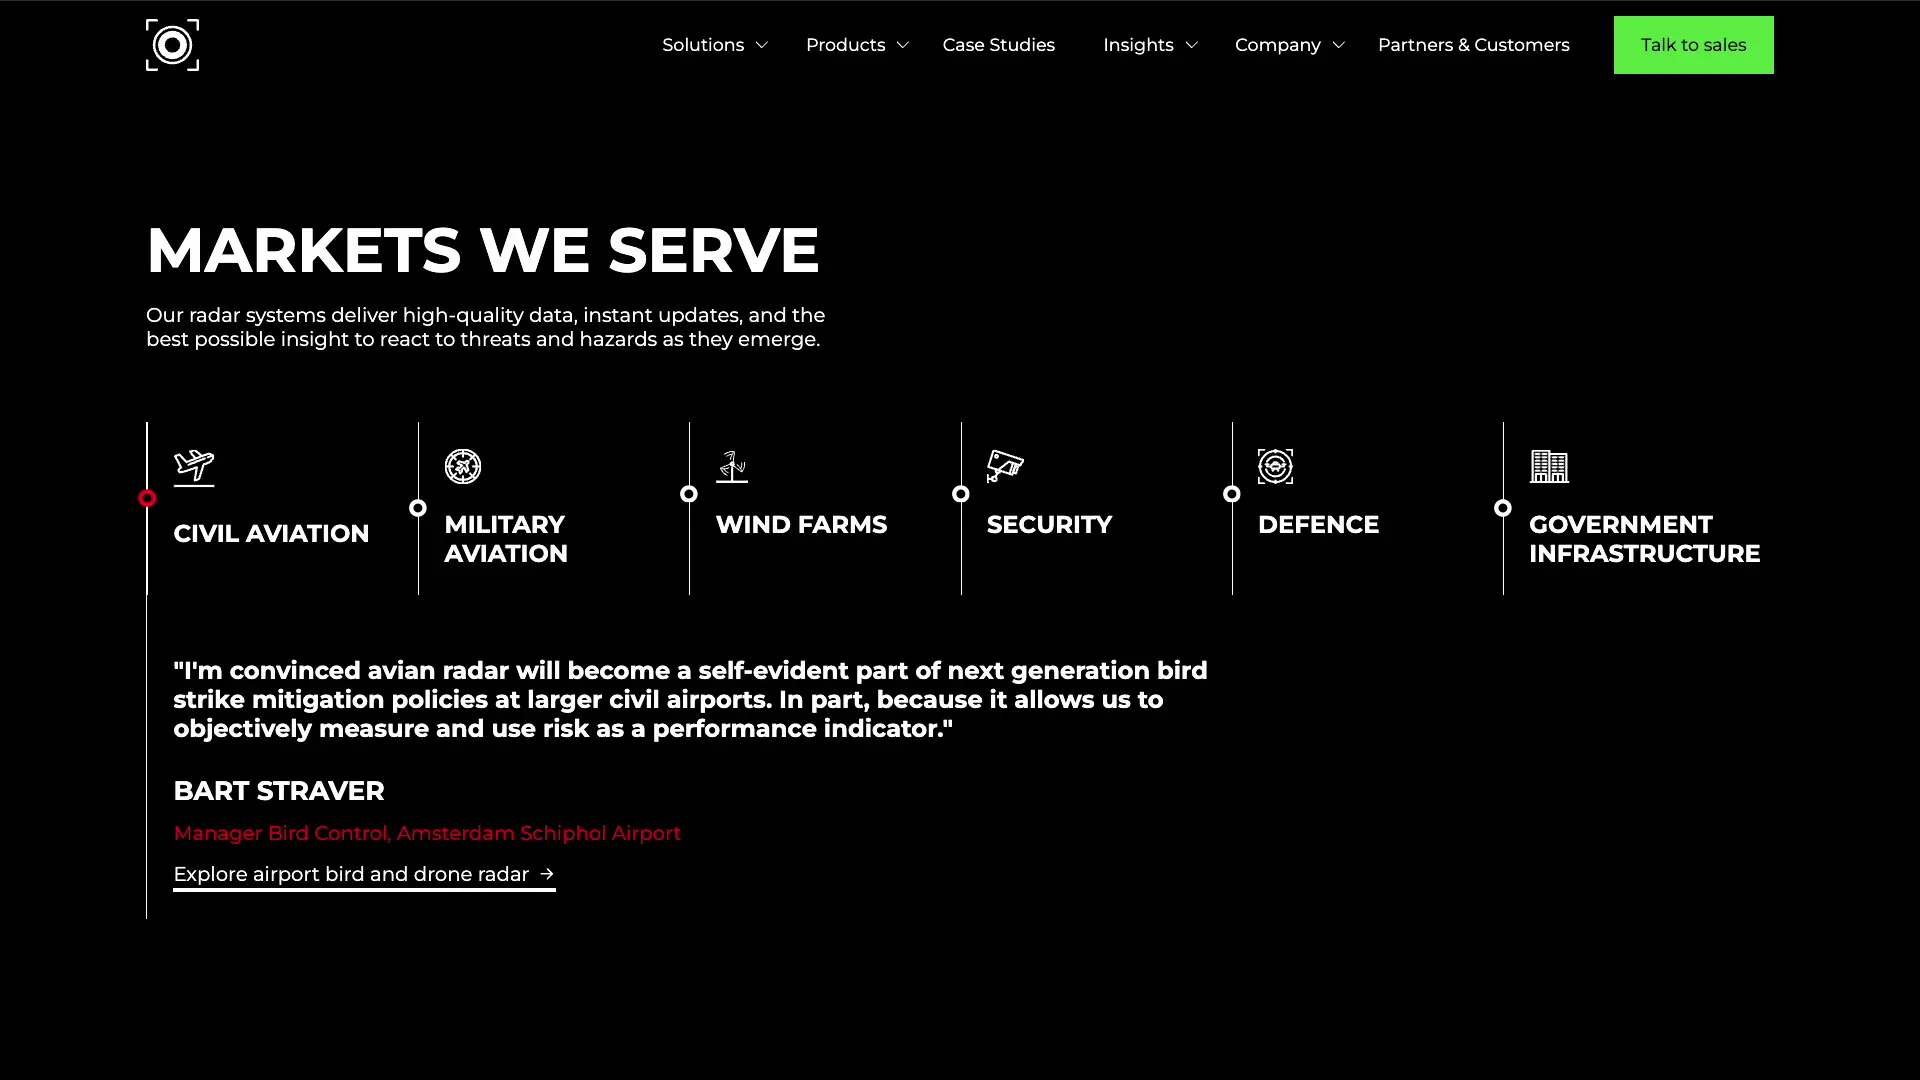 Solutions
Products
Case Studies
Insights
Company
Partners & Customers
Talk to sales
MARKETS WE SERVE
Our radar systems deliver high-quality data, instant updates, and the
best possible insight to react to threats and hazards as they emerge.
CIVIL AVIATION
MILITARY
AVIATION
WIND FARMS
SECURITY
DEFENCE
GOVERNMENT
INFRASTRUCTURE
"I'm convinced avian radar will become a self-evident part of next generation bird
strike mitigation policies at larger civil airports. In part, because it allows us to
objectively measure and use risk as a performance indicator."
BART STRAVER
Manager Bird Control, Amsterdam Schiphol Airport
Explore airport bird and drone radar →